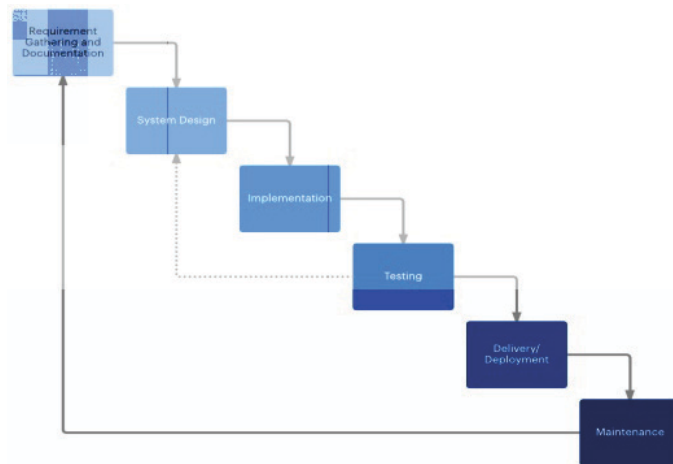 Requirement
Gathering and
Documentation
System Design
Implementation
Testing
Delivery/
Deployment
Maintenance